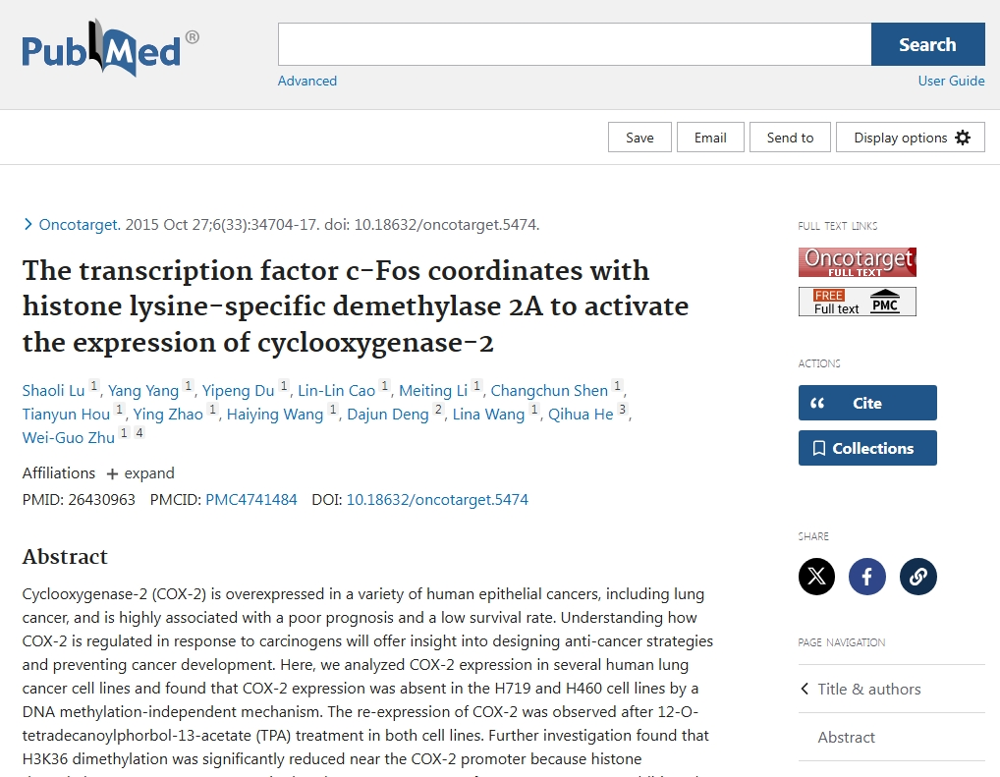 PubMed®
Search
Advanced
User Guide
Save
Email
Send to
Display options
Oncotarget. 2015 Oct 27;6(33):34704-17. doi: 10.18632/oncotarget.5474.
The transcription factor c-Fos coordinates with
histone lysine-specific demethylase 2A to activate
the expression of cyclooxygenase-2
Shaoli Lu 1, Yang Yang 1, Yipeng Du 1, Lin-Lin Cao 1, Meiting Li 1, Changchun Shen 1,
Tianyun Hou 1, Ying Zhao 1, Haiying Wang 1, Dajun Deng 2, Lina Wang 1, Qihua He 3,
Wei-Guo Zhu 1 4
Affiliations + expand
PMID: 26430963 PMCID: PMC4741484 DOI: 10.18632/oncotarget.5474
Abstract
Cyclooxygenase-2 (COX-2) is overexpressed in a variety of human epithelial cancers, including lung
cancer, and is highly associated with a poor prognosis and a low survival rate. Understanding how
COX-2 is regulated in response to carcinogens will offer insight into designing anti-cancer strategies
and preventing cancer development. Here, we analyzed COX-2 expression in several human lung
cancer cell lines and found that COX-2 expression was absent in the H719 and H460 cell lines by a
DNA methylation-independent mechanism. The re-expression of COX-2 was observed after 12-O-
tetradecanoylphorbol-13-acetate (TPA) treatment in both cell lines. Further investigation found that
H3K36 dimethylation was significantly reduced near the COX-2 promoter because histone
FULL TEXT LINKS
Oncotarget
FULL TEXT
FREE
Full text
PMC
ACTIONS
Cite
Collections
SHARE
PAGE NAVIGATION
Title & authors
Abstract